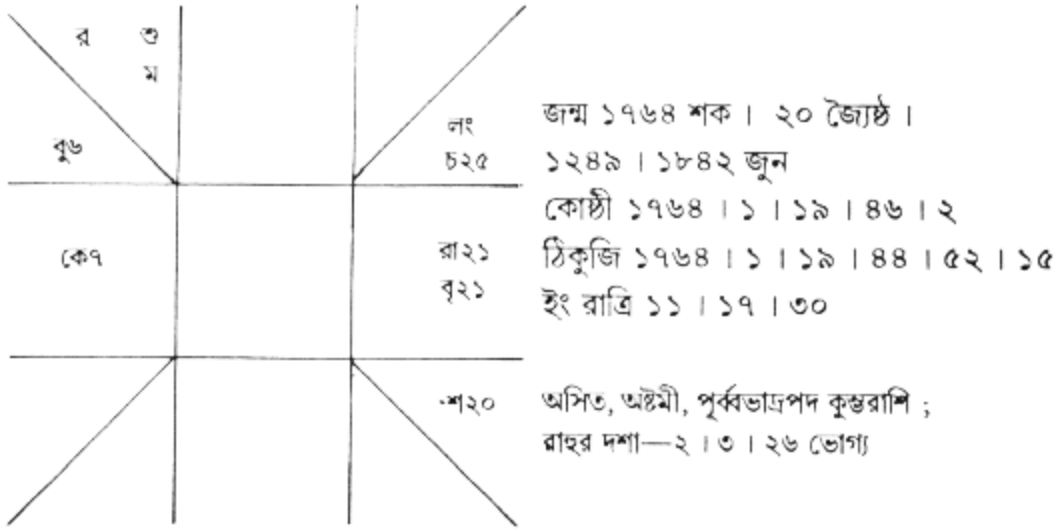 র শু
ম
বু৬
লং
চ২৫
কে৭
রা২১
বৃ২১
শ২০
জন্ম ১৭৬৪ শক । ২০ জ্যৈষ্ঠ ।
১২৪৯ । ১৮৪২ জুন
কোষ্ঠী ১৭৬৪ । ১ । ১৯ । ৪৬ । ২
ঠিকুজি ১৭৬৪ । ১ । ১৯ । ৪৪ । ৫২ । ১৫
ইং রাত্রি ১১ । ১৭ । ৩০
অসিত, অষ্টমী, পূর্ব্বভাদ্রপদ কুম্ভরাশি ;
রাহুর দশা—২ । ৩ । ২৬ ভোগ্য